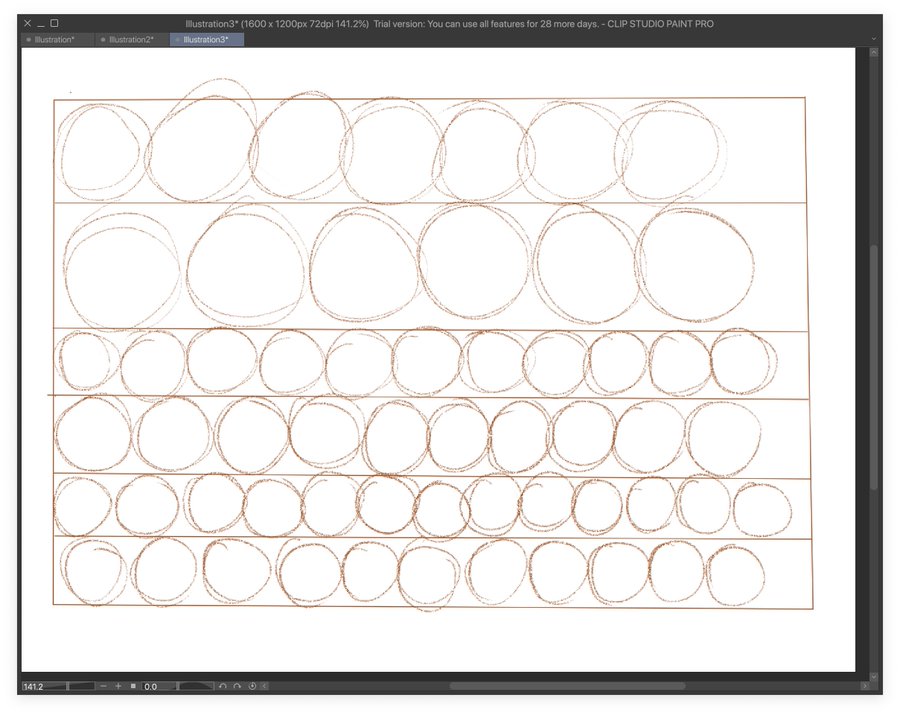 Illustration3* (1600 x 1200px 72dpi 141.2%) Trial version: You can use all features for 28 more days. - CLIP STUDIO PAINT PRO
Illustration* Illustration2* Illustration3*
141.2 0.0